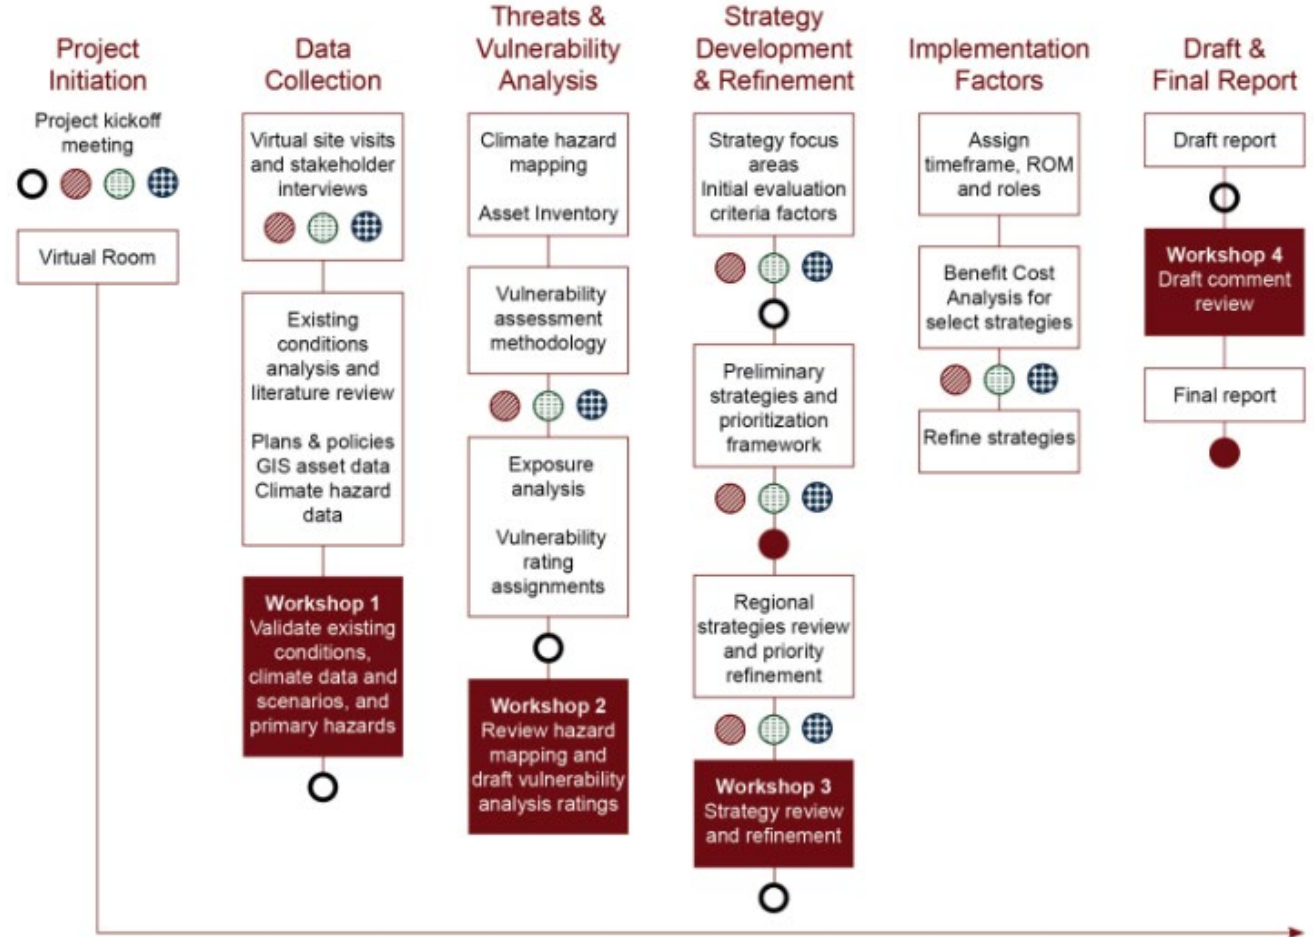 Project
Initiation
Project kickoff
meeting
Virtual Room
Data
Collection
Virtual site visits
and stakeholder
interviews
Existing
conditions
analysis and
literature review
Plans & policies
GIS asset data
Climate hazard
data
Workshop 1
Validate existing
conditions,
climate data and
scenarios, and
primary hazards
Threats &
Vulnerability
Analysis
Climate hazard
mapping
Asset Inventory
Vulnerability
assessment
methodology
Exposure
analysis
Vulnerability
rating
assignments
Workshop 2
Review hazard
mapping and
draft vulnerability
analysis ratings
Strategy
Development
& Refinement
Strategy focus
areas
Initial evaluation
criteria factors
Preliminary
strategies and
prioritization
framework
Regional
strategies review
and priority
refinement
Workshop 3
Strategy review
and refinement
Implementation
Factors
Assign
timeframe, ROM
and roles
Benefit Cost
Analysis for
select strategies
Refine strategies
Draft &
Final Report
Draft report
Workshop 4
Draft comment
review
Final report